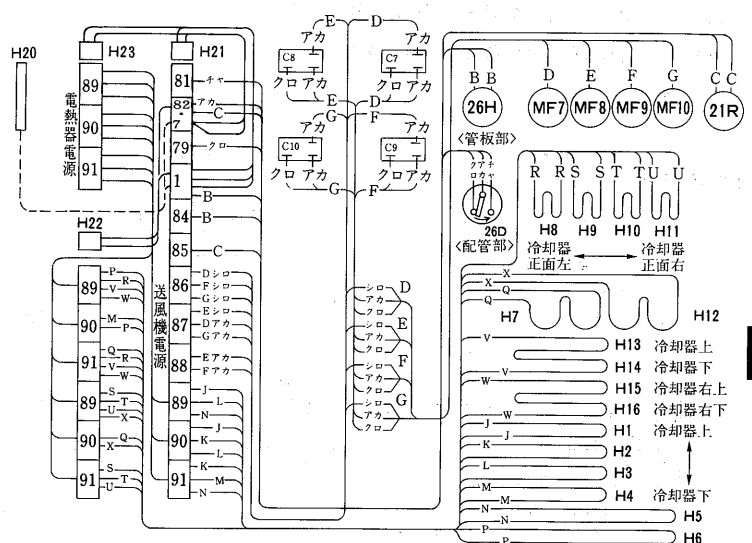 H20
H23
H21
89
90
91
電熱器電源
H22
81
チャ
82
アカ
C
7
79
クロ
1
B
84
B
85
C
86
Dシロ
Fシロ
Gシロ
87
Eシロ
Dアカ
Gアカ
88
Eアカ
Fアカ
送風機電源
89
J
L
N
90
J
K
L
91
K
M
N
89
P
R
V
W
90
M
P
91
Q
R
V
W
89
S
T
U
X
90
Q
X
91
S
T
U
E
D
アカ
アカ
C8
C7
クロ アカ
クロ アカ
E
D
G
F
アカ
アカ
C10
C9
クロ アカ
クロ アカ
G
F
シロ
アカ
クロ
D
シロ
アカ
クロ
E
シロ
アカ
クロ
F
シロ
アカ
クロ
G
B B
D
E
F
G
C C
26H
MF7
MF8
MF9
MF10
21R
<管板部>
クロ
アカ
チャ
26D
<配管部>
R R S S T T U U
H8
H9
H10
H11
冷却器正面左
冷却器正面右
X
X
Q
Q
H7
H12
V
H13 冷却器上
V
H14 冷却器下
W
H15 冷却器右上
W
H16 冷却器右下
J
H1 冷却器上
J
K
H2
L
H3
M
M
H4 冷却器下
N
N
H5
P
P
H6